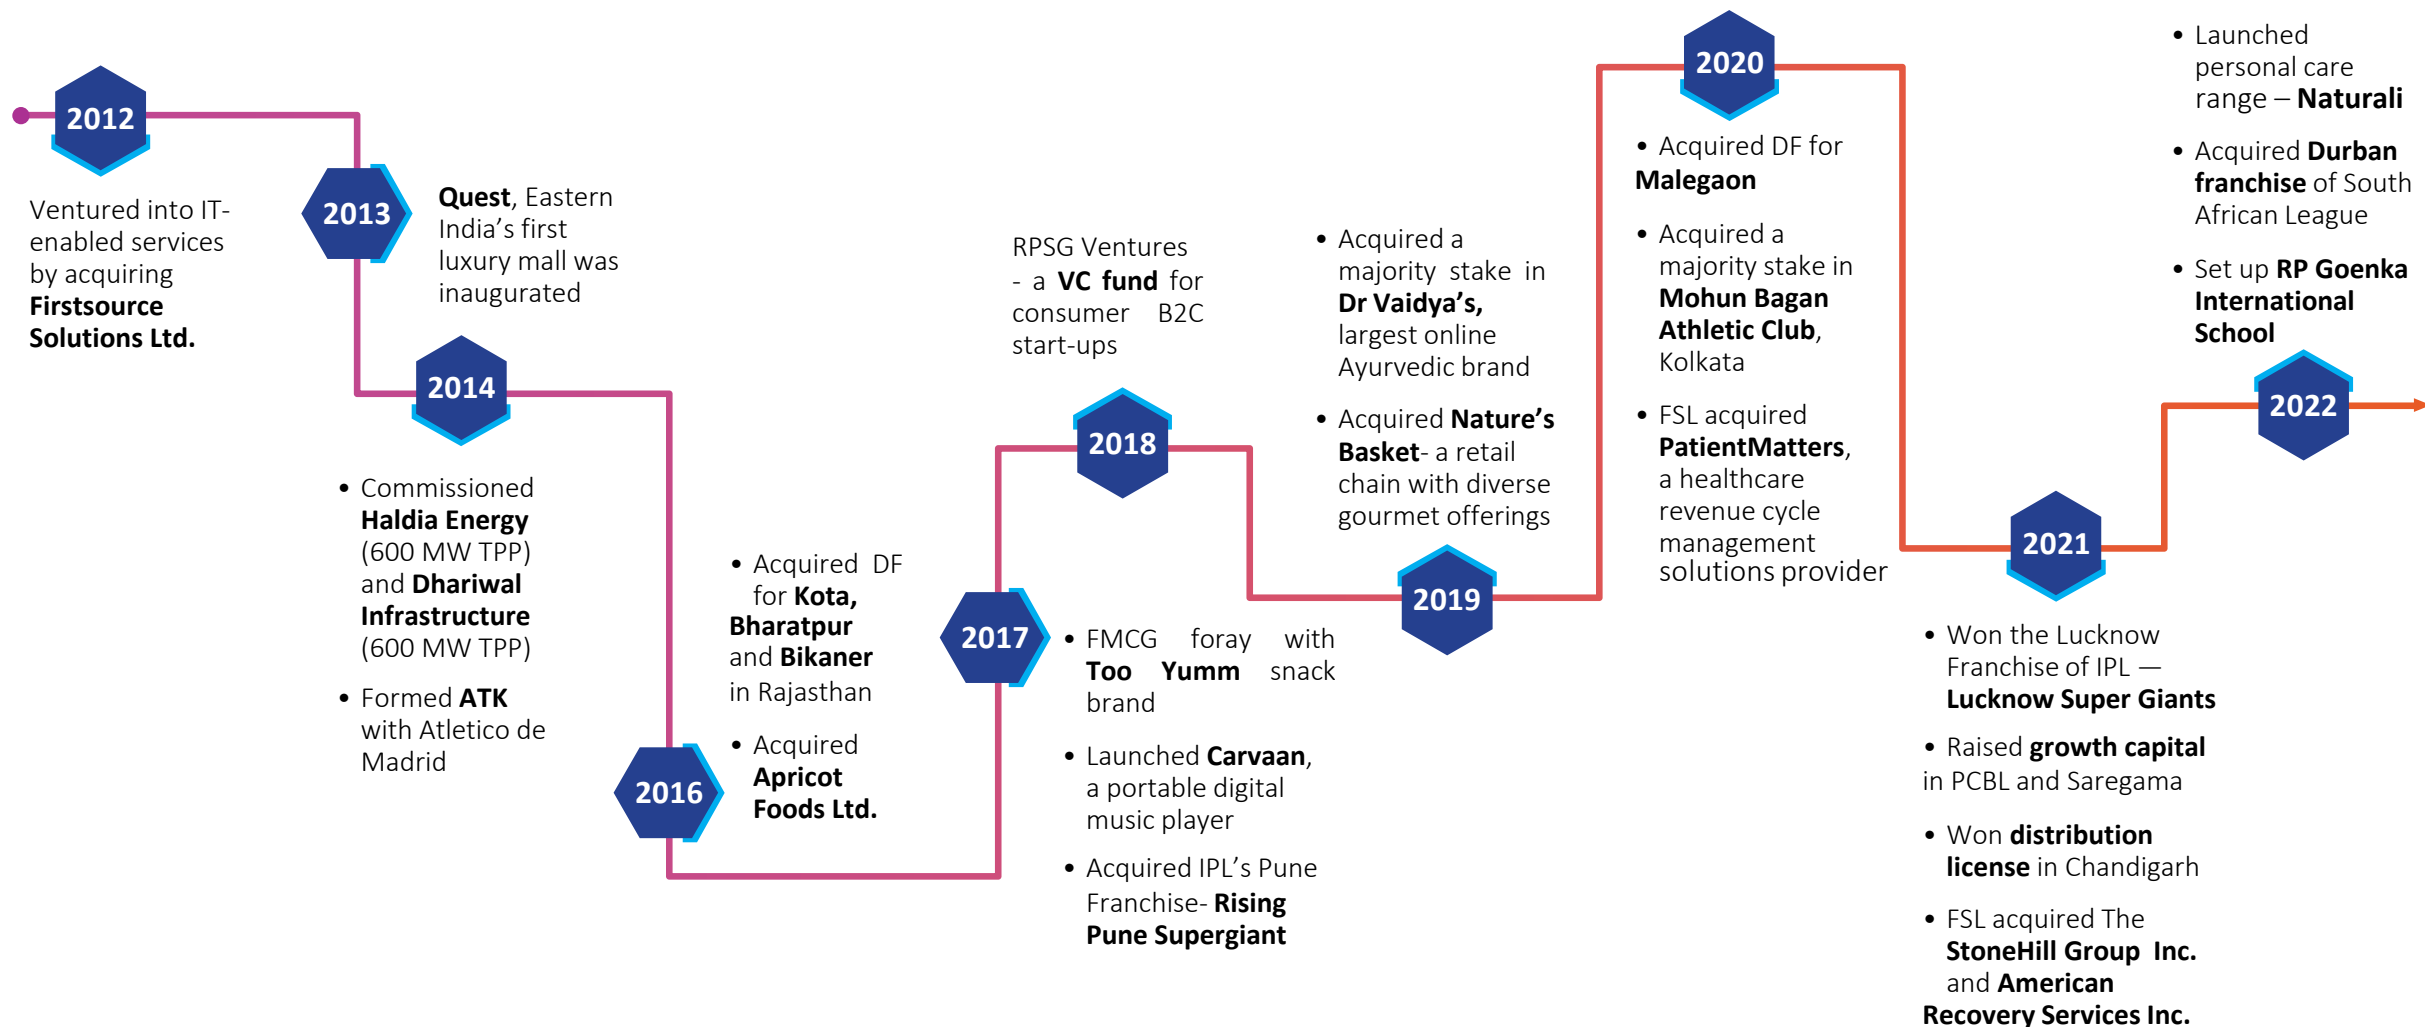 2012
Ventured into IT-
enabled services
by acquiring
Firstsource
Solutions Ltd.
2013
Quest, Eastern
India’s first
luxury mall was
inaugurated
2014
• Commissioned
Haldia Energy
(600 MW TPP)
and Dhariwal
Infrastructure
(600 MW TPP)
• Formed ATK
with Atletico de
Madrid
2016
• Acquired DF
for Kota,
Bharatpur
and Bikaner
in Rajasthan
• Acquired
Apricot
Foods Ltd.
2017
• FMCG foray with
Too Yumm snack
brand
• Launched Carvaan,
a portable digital
music player
• Acquired IPL’s Pune
Franchise- Rising
Pune Supergiant
RPSG Ventures
- a VC fund for
consumer B2C
start-ups
2018
• Acquired a
majority stake in
Dr Vaidya’s,
largest online
Ayurvedic brand
• Acquired Nature’s
Basket- a retail
chain with diverse
gourmet offerings
2019
2020
• Acquired DF for
Malegaon
• Acquired a
majority stake in
Mohun Bagan
Athletic Club,
Kolkata
• FSL acquired
PatientMatters,
a healthcare
revenue cycle
management
solutions provider
2021
• Won the Lucknow
Franchise of IPL —
Lucknow Super Giants
• Raised growth capital
in PCBL and Saregama
• Won distribution
license in Chandigarh
• FSL acquired The
StoneHill Group Inc.
and American
Recovery Services Inc.
• Launched
personal care
range – Naturali
• Acquired Durban
franchise of South
African League
• Set up RP Goenka
International
School
2022